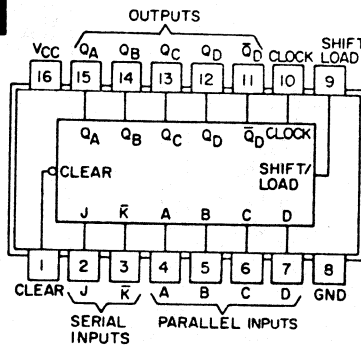 OUTPUTS
VCC QA QB QC QD Q̄D CLOCK SHIFT
LOAD
16 15 14 13 12 11 10 9
QA QB QC QD Q̄D CLOCK
CLEAR SHIFT/
LOAD
J K̄ A B C D
1 2 3 4 5 6 7 8
CLEAR J K̄ A B C D GND
SERIAL PARALLEL INPUTS
INPUTS